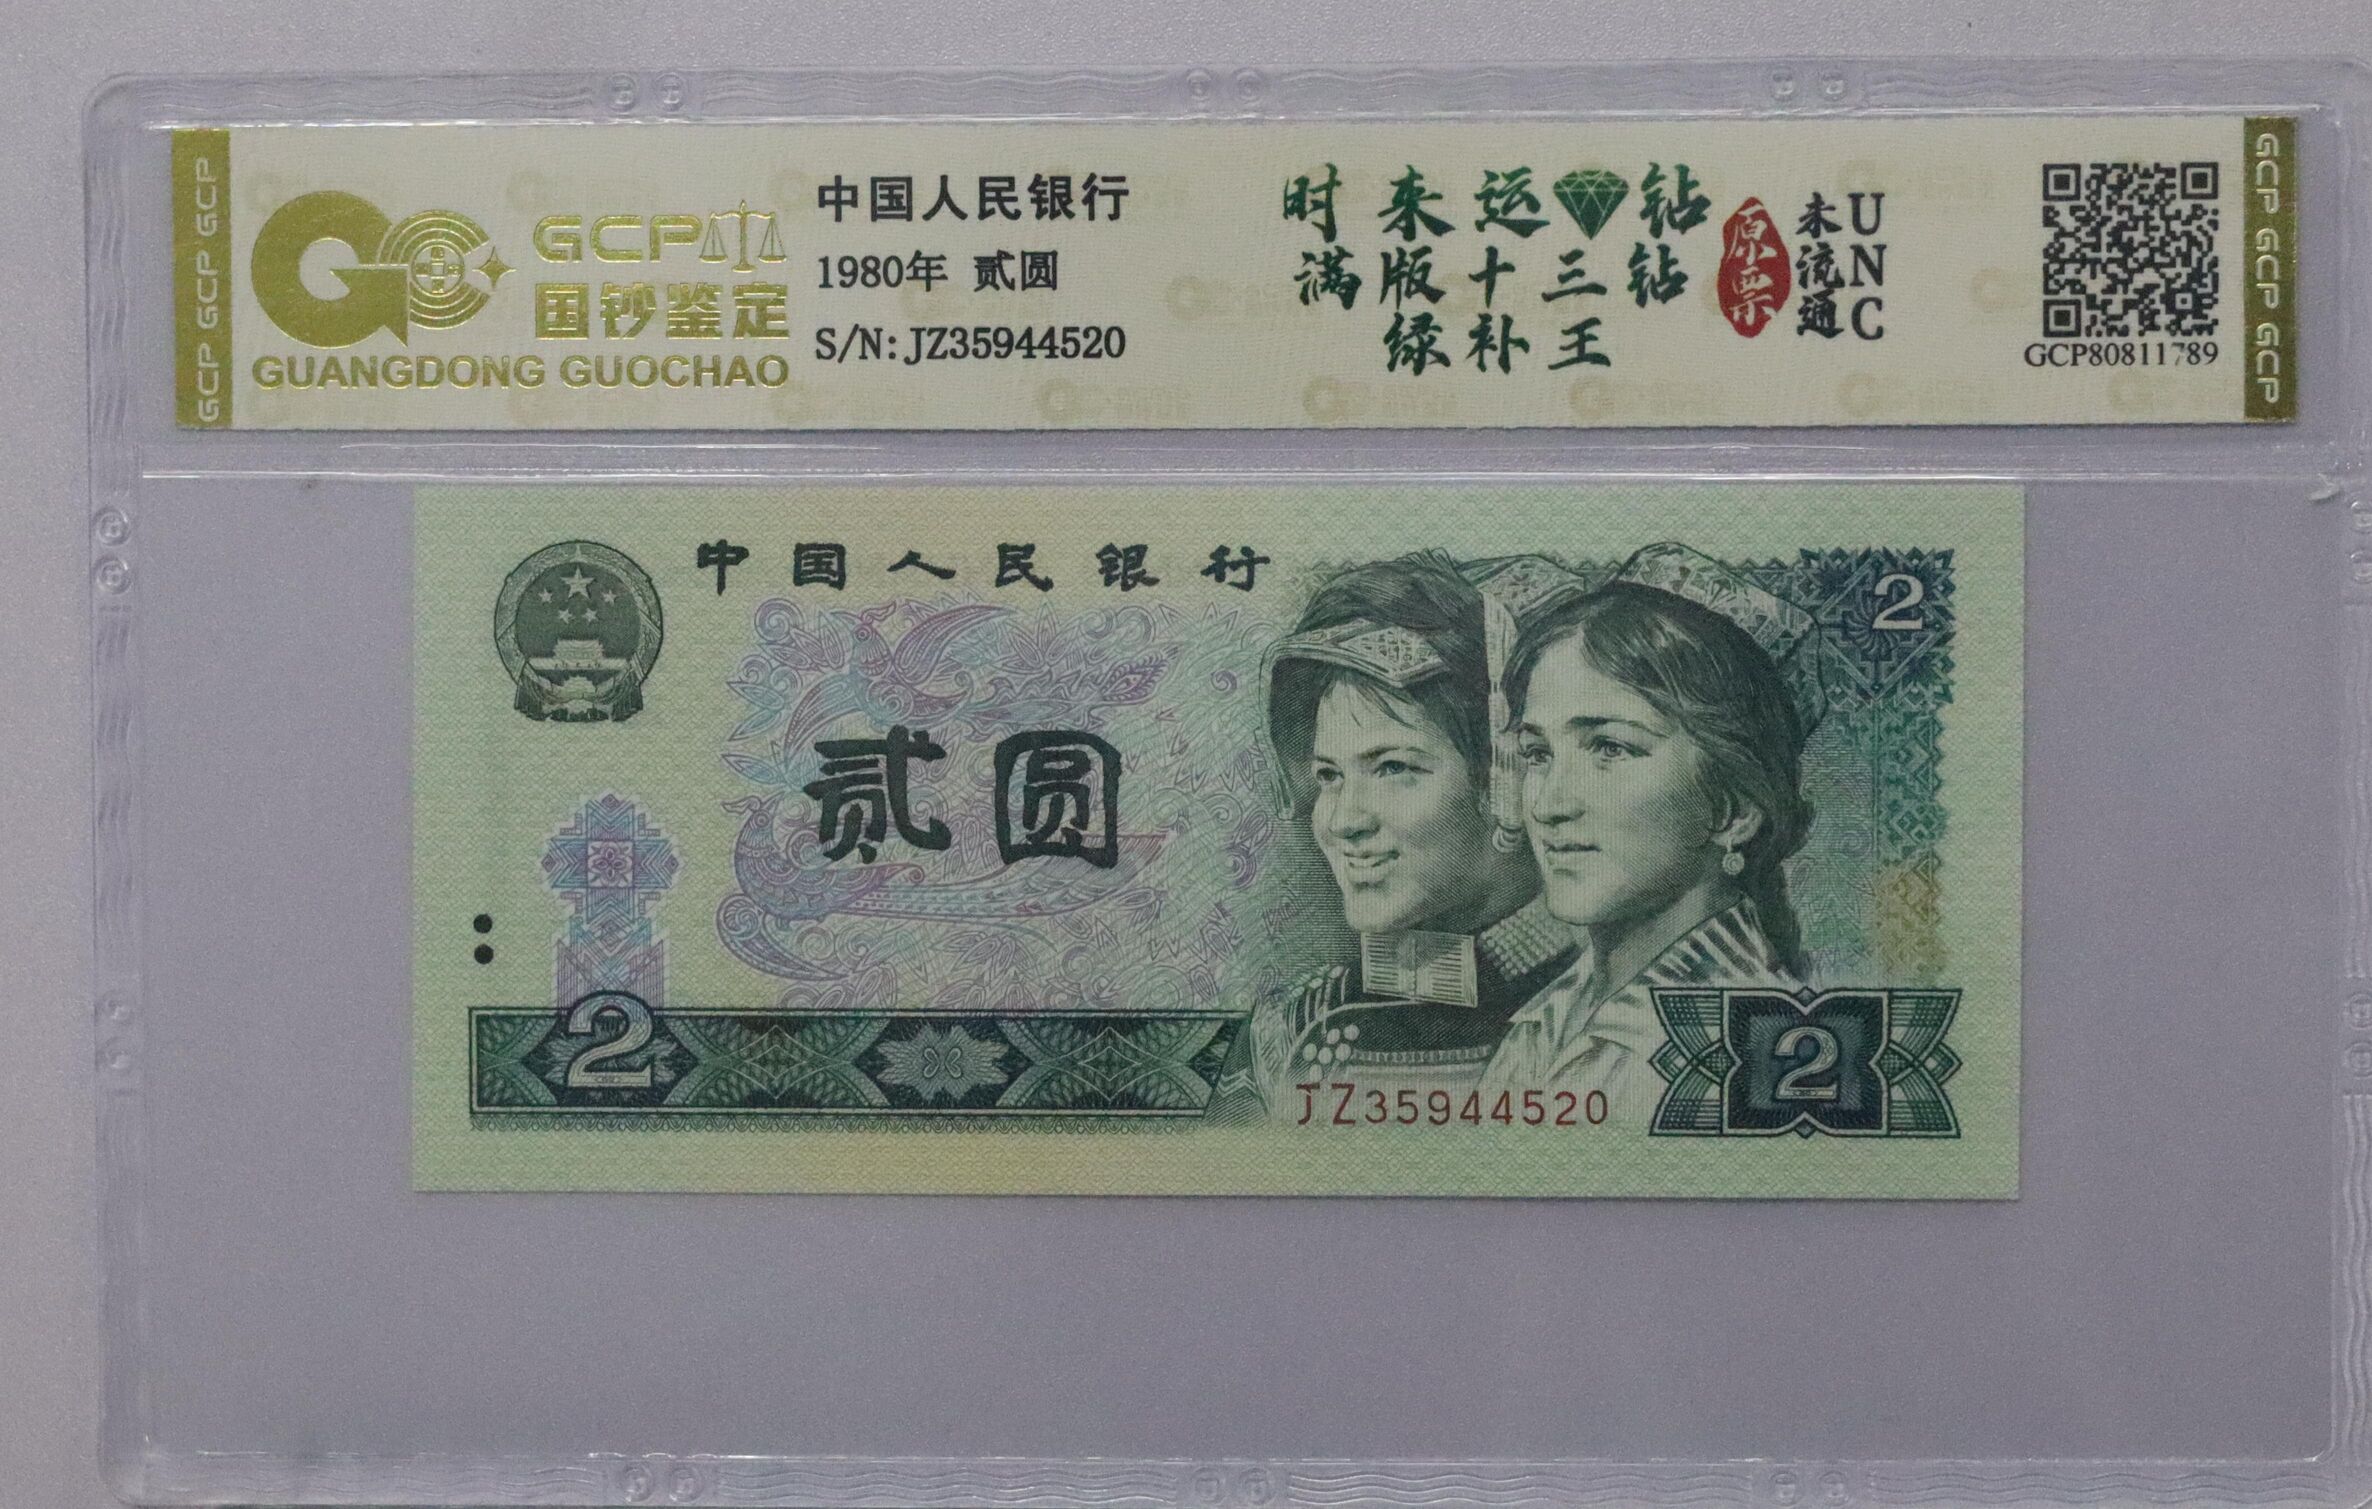 GCP GCP GCP
GCP
国钞鉴定
GUANGDONG GUOCHAO
中国人民银行
1980年 贰圆
S/N: JZ35944520
时来运钻
满版十三钻
绿补王
原票
未流通
UNC
GCP80811789
GCP GCP GCP
中国人民银行
2
贰圆
2
2
JZ35944520